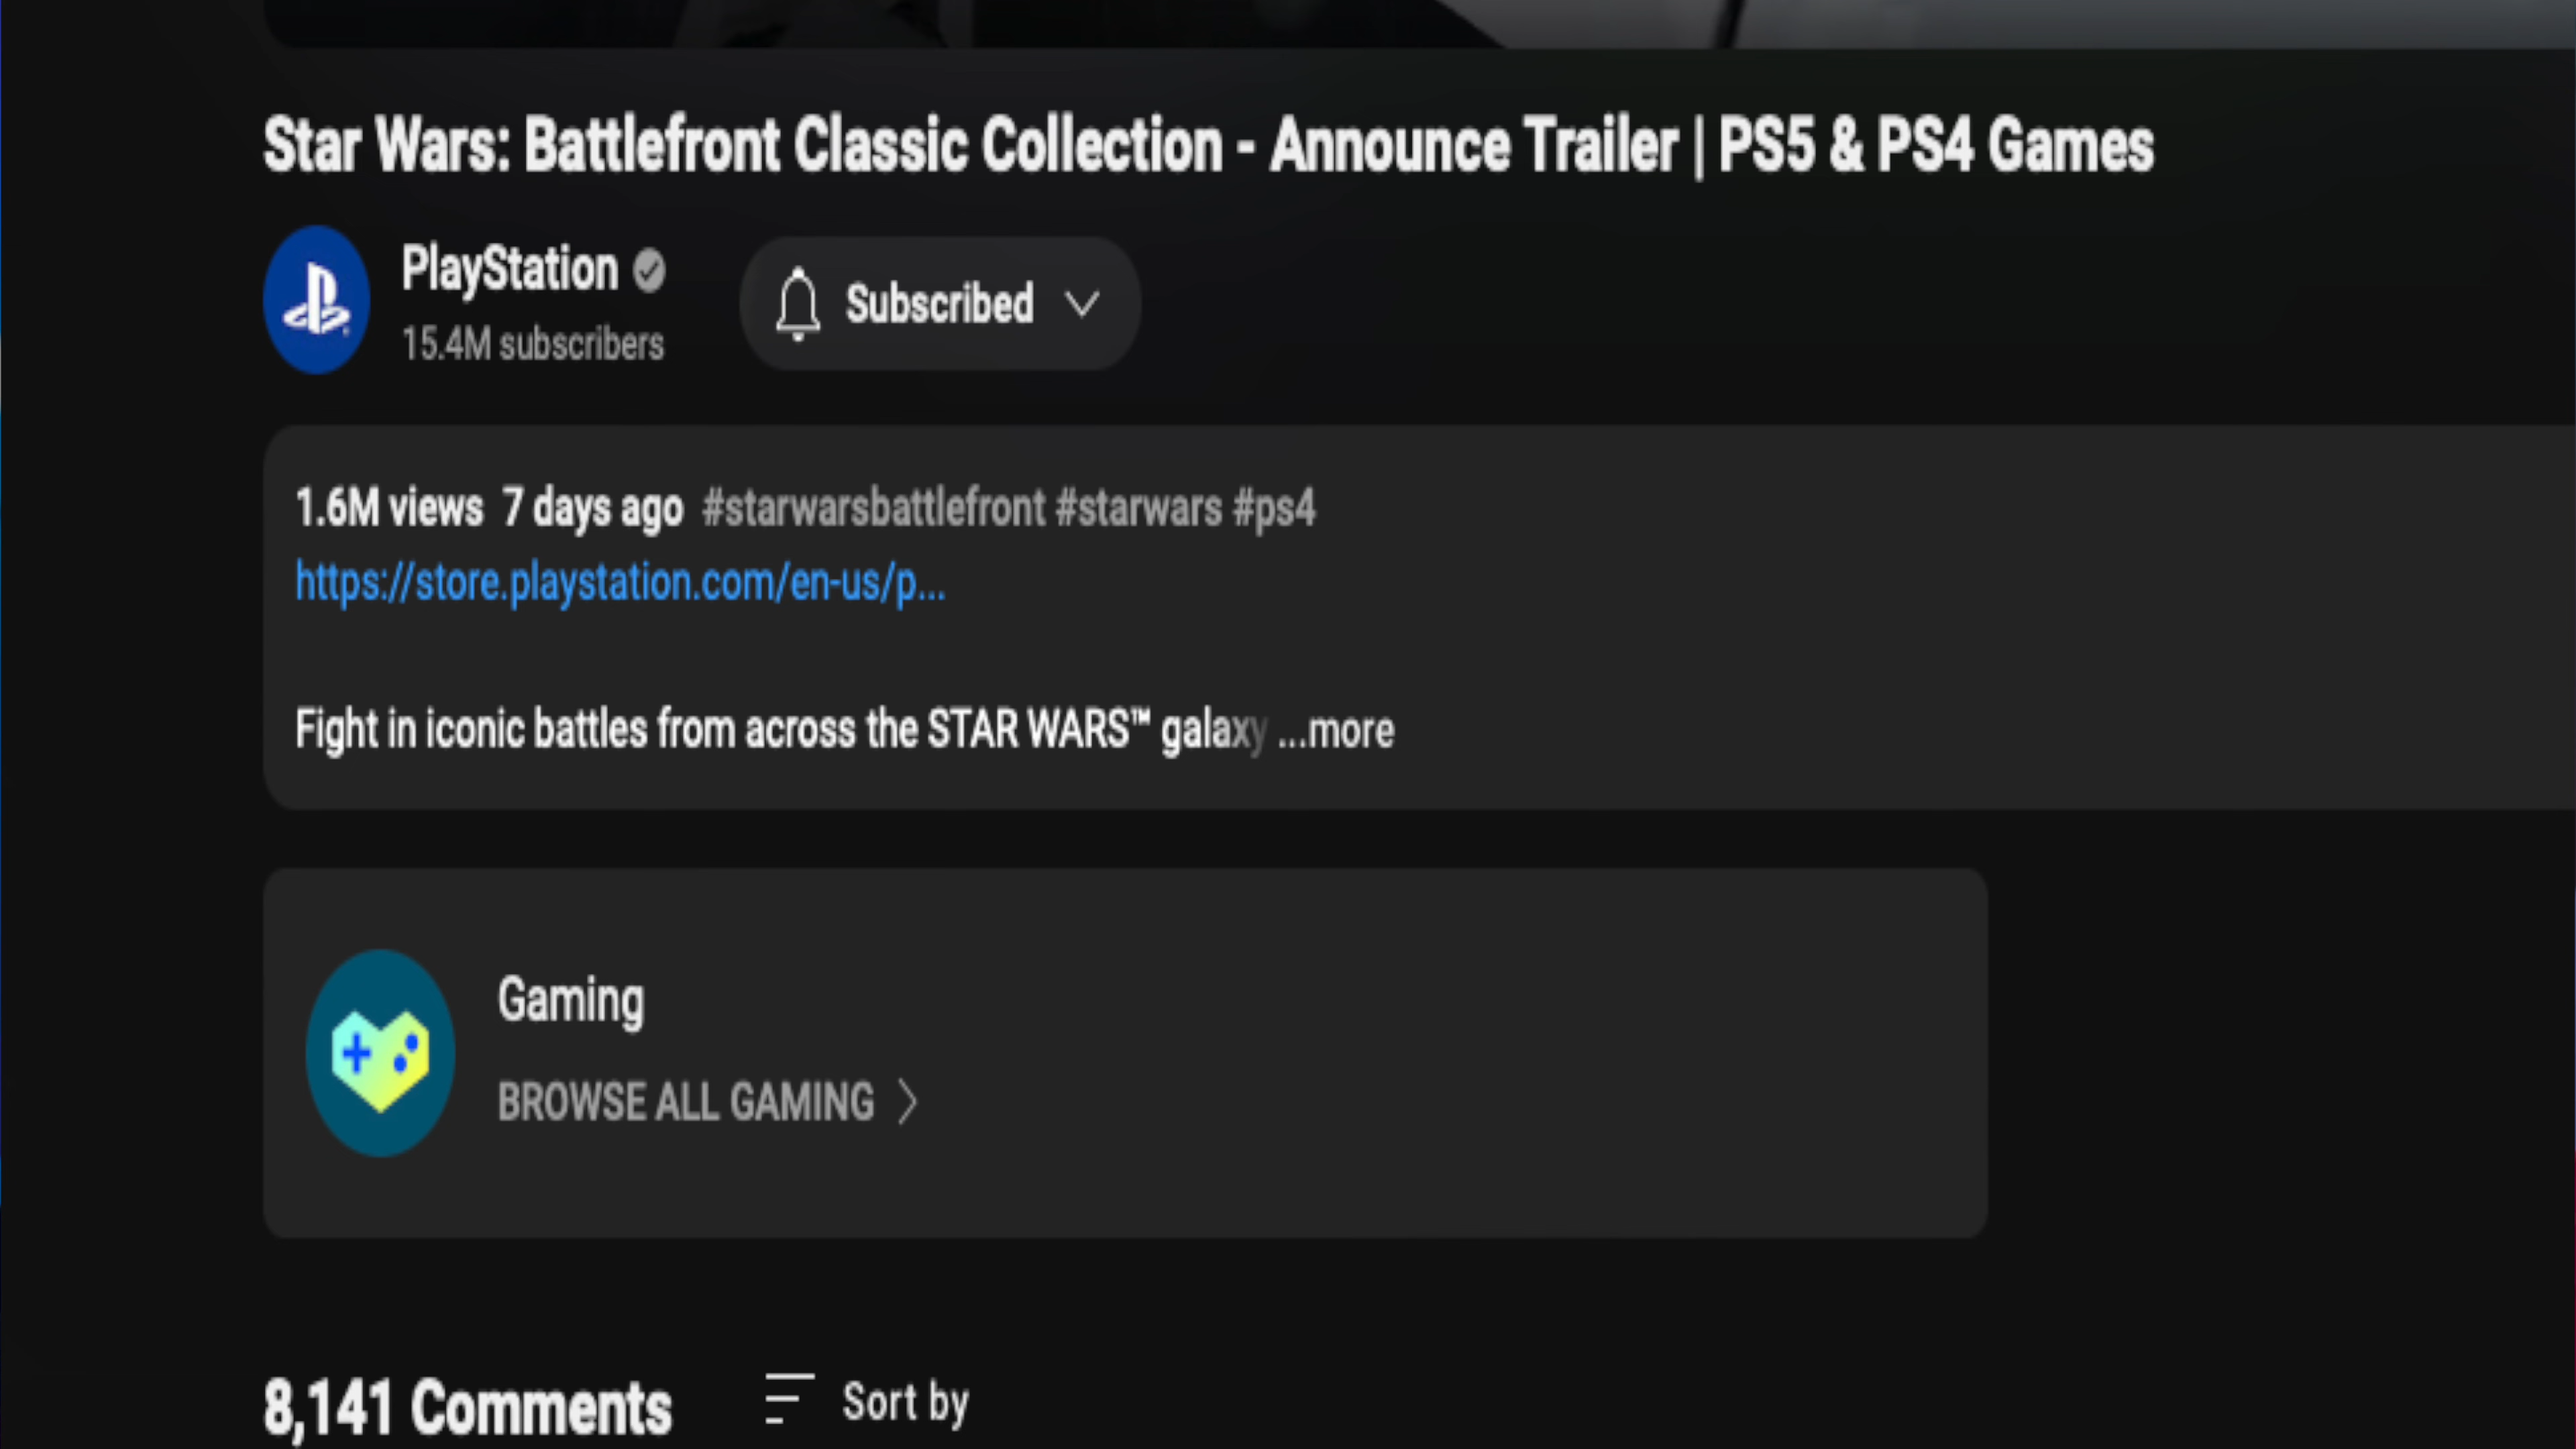 Star Wars: Battlefront Classic Collection - Announce Trailer | PS5 & PS4 Games
PlayStation
15.4M subscribers
Subscribed
1.6M views 7 days ago #starwarsbattlefront #starwars #ps4
https://store.playstation.com/en-us/p...
Fight in iconic battles from across the STAR WARS™ galaxy ...more
Gaming
BROWSE ALL GAMING
8,141 Comments
Sort by